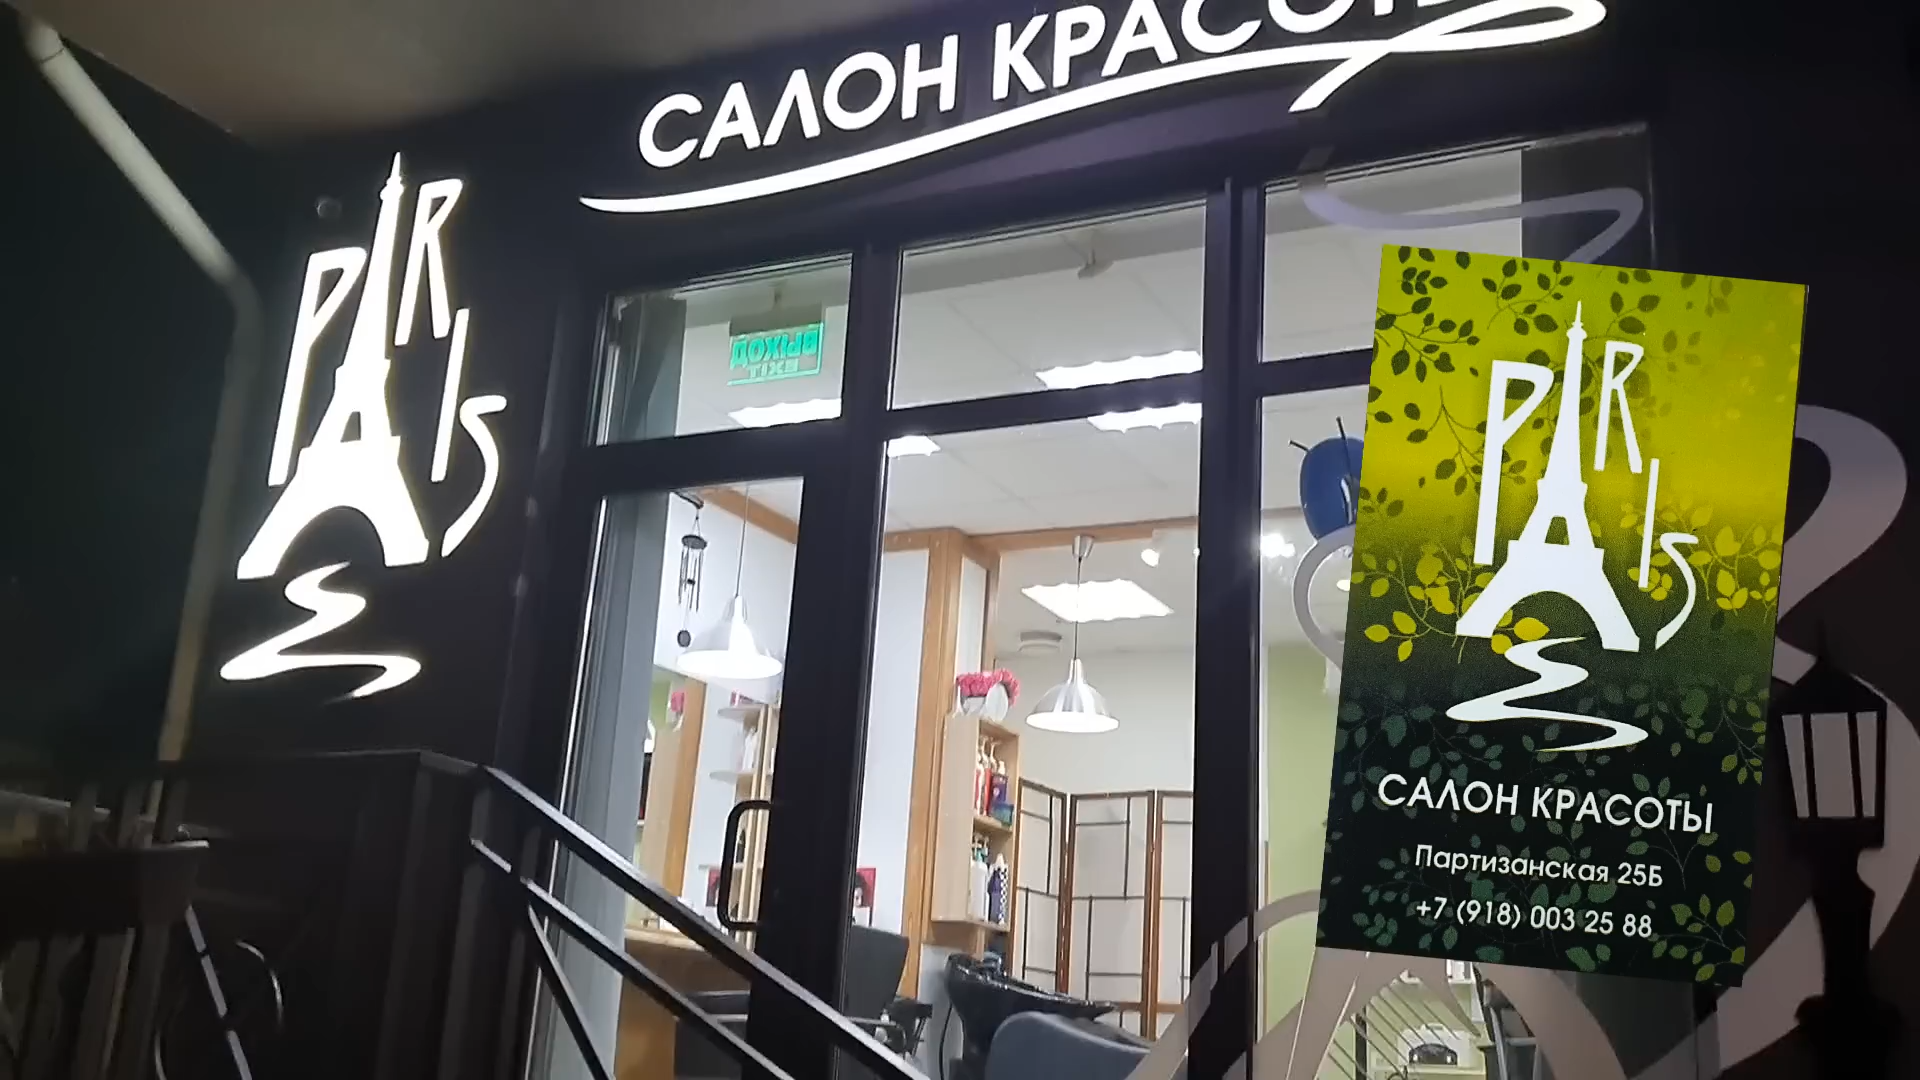 САЛОН КРАСОТЫ
PARIS
ВЫХОД
EXIT
PARIS
САЛОН КРАСОТЫ
Партизанская 25Б
+7 (918) 003 25 88